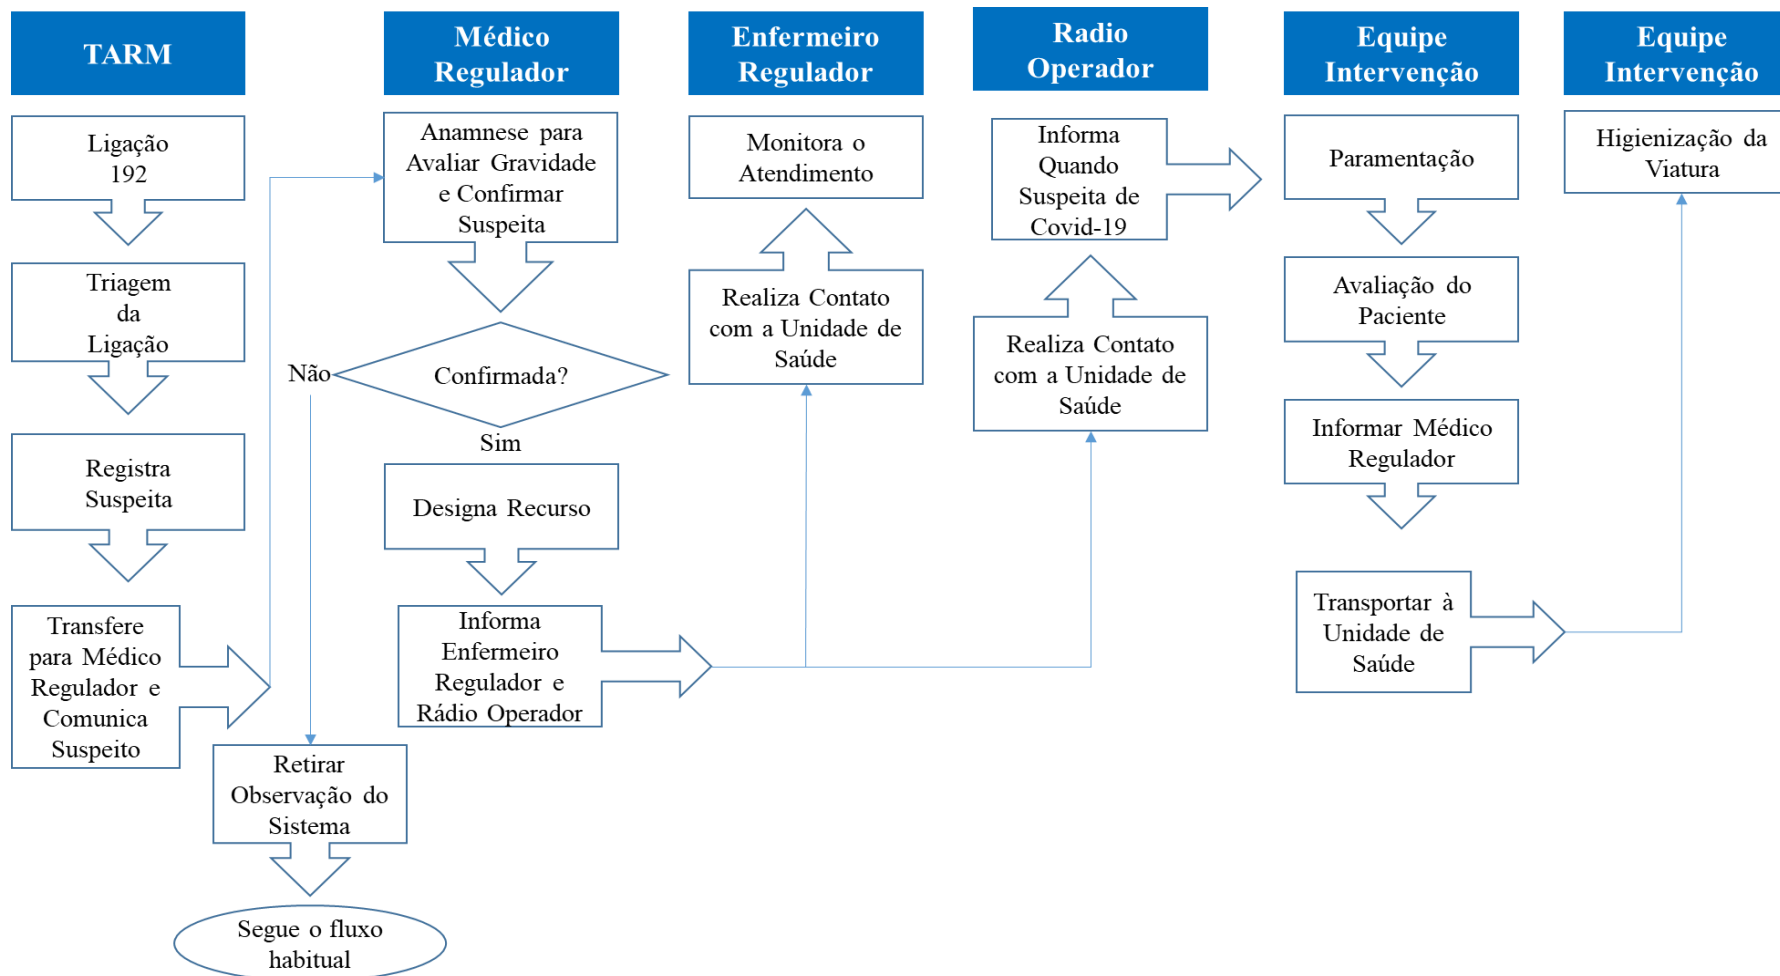 TARM
Médico
Regulador
Enfermeiro
Regulador
Radio
Operador
Equipe
Intervenção
Equipe
Intervenção
Ligação
192
Triagem
da
Ligação
Registra
Suspeita
Transfere
para Médico
Regulador e
Comunica
Suspeito
Anamnese para
Avaliar Gravidade
e Confirmar
Suspeita
Confirmada?
Não
Sim
Retirar
Observação do
Sistema
Segue o fluxo
habitual
Designa Recurso
Informa
Enfermeiro
Regulador e
Rádio Operador
Monitora o
Atendimento
Realiza Contato
com a Unidade de
Saúde
Informa
Quando
Suspeita de
Covid-19
Realiza Contato
com a Unidade de
Saúde
Paramentação
Avaliação do
Paciente
Informar Médico
Regulador
Transportar à
Unidade de
Saúde
Higienização da
Viatura